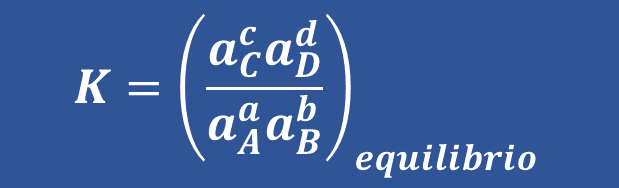 K = (a_C^c a_D^d / a_A^a a_B^b)_equilibrio